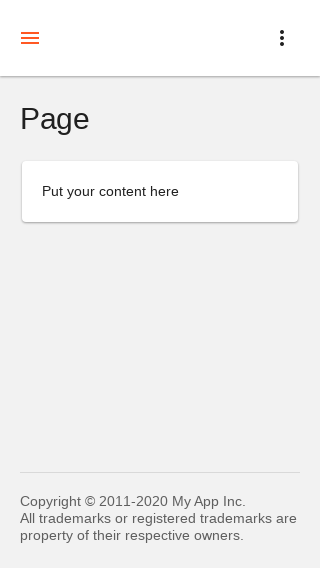 Page
Put your content here
Copyright © 2011-2020 My App Inc.
All trademarks or registered trademarks are
property of their respective owners.